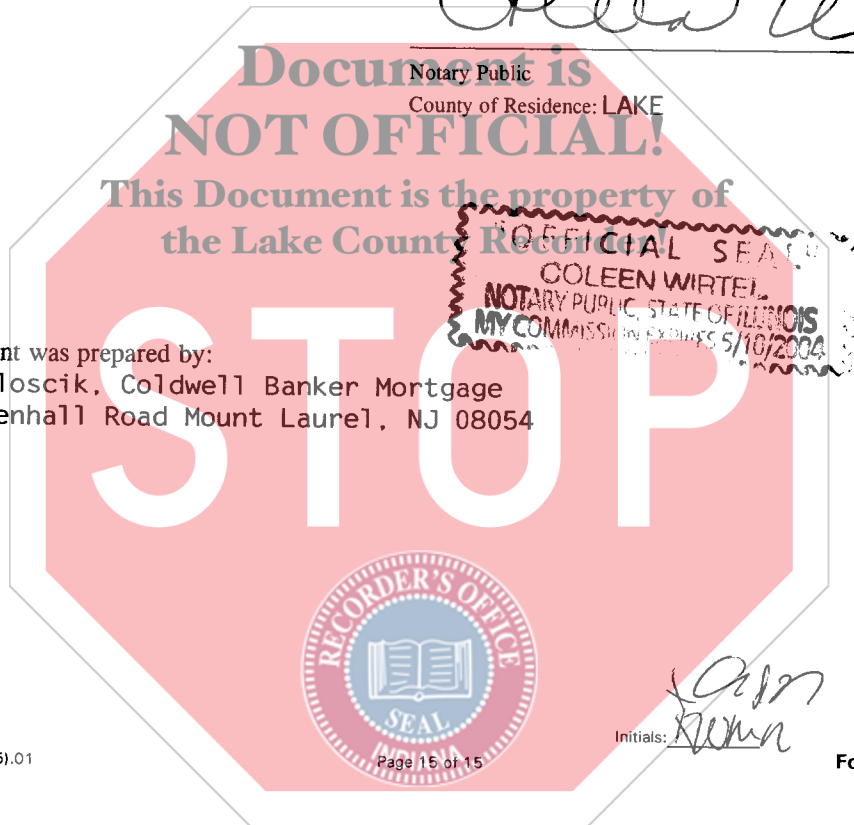 Document is
Notary Public
NOT OFFICIAL!
County of Residence: LAKE
This Document is the property of
the Lake County Recorder!
"OFFICIAL SEAL"
COLEEN WIRTEL
NOTARY PUBLIC, STATE OF ILLINOIS
MY COMMISSION EXPIRES 5/10/2004
nt was prepared by:
loscik, Coldwell Banker Mortgage
enhall Road Mount Laurel, NJ 08054
STOP
RECORDER'S OFFICE
SEAL
INDIANA
Initials:
5).01
Page 15 of 15
Fo